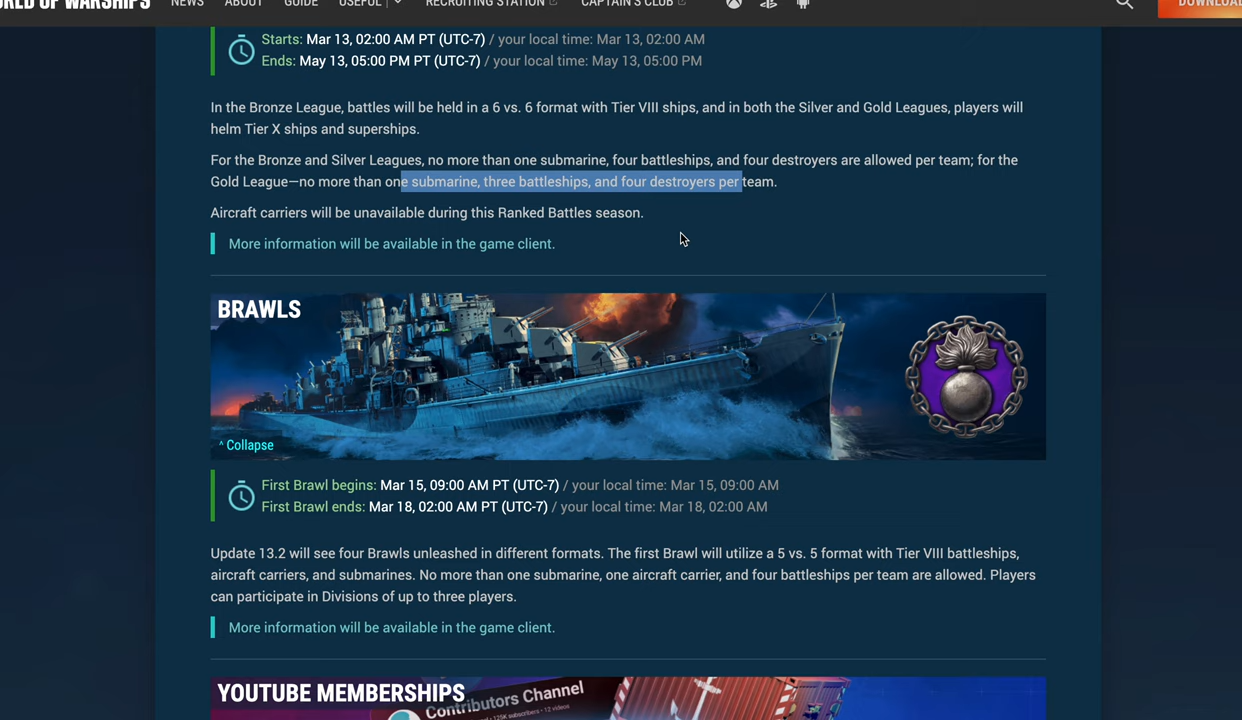 NEWS ABOUT GUIDE USEFUL RECRUITING STATION CAPTAIN'S CLUB
Starts: Mar 13, 02:00 AM PT (UTC-7) / your local time: Mar 13, 02:00 AM
Ends: May 13, 05:00 PM PT (UTC-7) / your local time: May 13, 05:00 PM
In the Bronze League, battles will be held in a 6 vs. 6 format with Tier VIII ships, and in both the Silver and Gold Leagues, players will
helm Tier X ships and superships.
For the Bronze and Silver Leagues, no more than one submarine, four battleships, and four destroyers are allowed per team; for the
Gold League—no more than one submarine, three battleships, and four destroyers per team.
Aircraft carriers will be unavailable during this Ranked Battles season.
More information will be available in the game client.
BRAWLS
^ Collapse
First Brawl begins: Mar 15, 09:00 AM PT (UTC-7) / your local time: Mar 15, 09:00 AM
First Brawl ends: Mar 18, 02:00 AM PT (UTC-7) / your local time: Mar 18, 02:00 AM
Update 13.2 will see four Brawls unleashed in different formats. The first Brawl will utilize a 5 vs. 5 format with Tier VIII battleships,
aircraft carriers, and submarines. No more than one submarine, one aircraft carrier, and four battleships per team are allowed. Players
can participate in Divisions of up to three players.
More information will be available in the game client.
YOUTUBE MEMBERSHIPS
Contributors Channel
125K subscribers • 12 videos